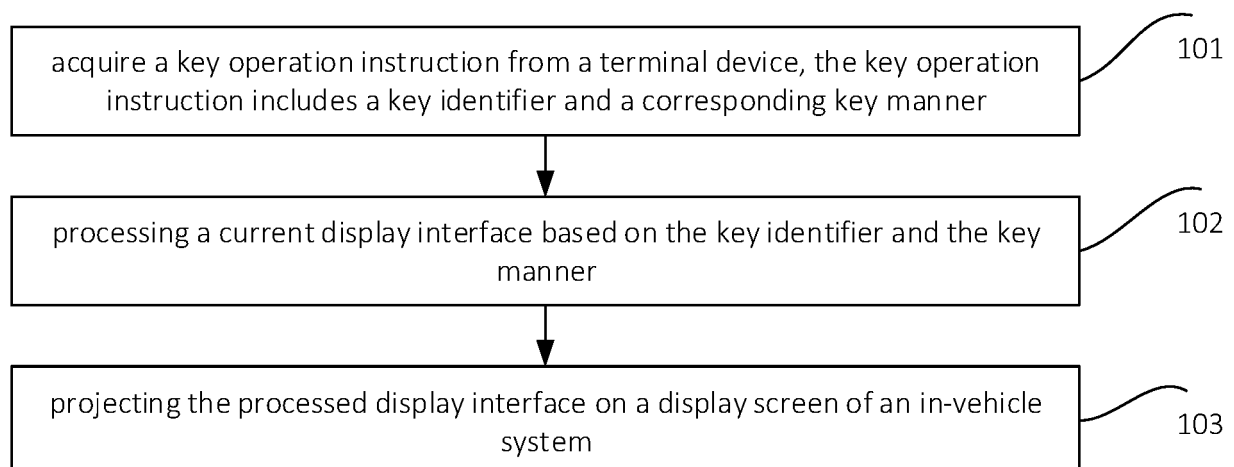 acquire a key operation instruction from a terminal device, the key operation
instruction includes a key identifier and a corresponding key manner
101
processing a current display interface based on the key identifier and the key
manner
102
projecting the processed display interface on a display screen of an in-vehicle
system
103